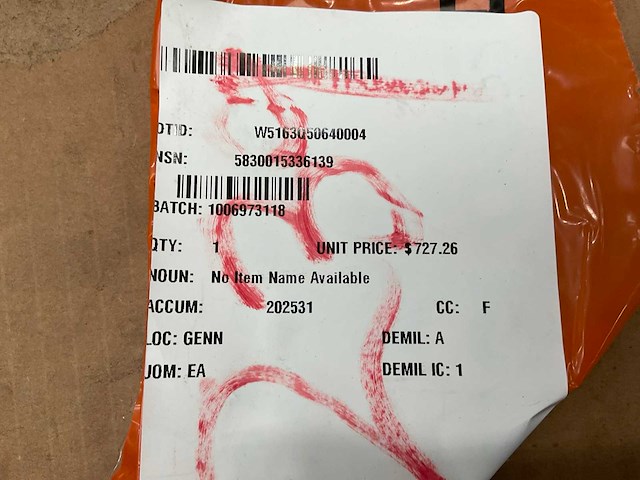 DTID: W5163Q50640004
NSN: 5830015336139
BATCH: 1006973118
QTY: 1 UNIT PRICE: $727.26
NOUN: No Item Name Available
ACCUM: 202531 CC: F
LOC: GENN DEMIL: A
UOM: EA DEMIL IC: 1